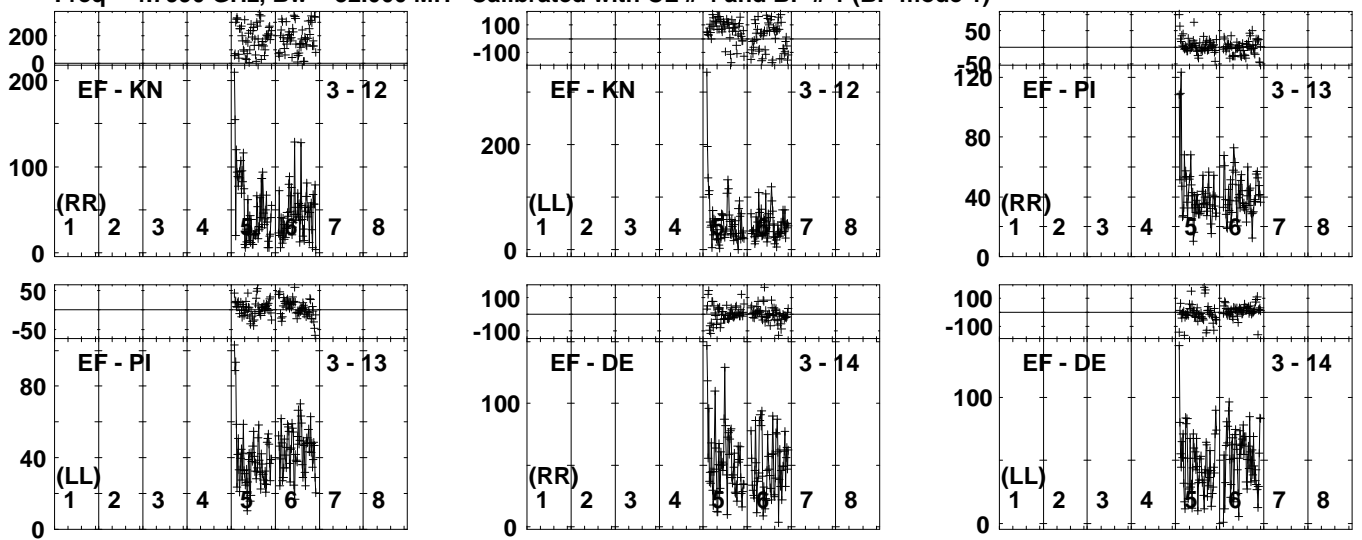 200 0 EF - KN 3 - 12 200 100 0 (RR) 1 2 3 4 5 6 7 8
100 -100 EF - KN 3 - 12 200 0 (LL) 1 2 3 4 5 6 7 8
50 -50 EF - PI 3 - 13 120 80 40 0 (RR) 1 2 3 4 5 6 7 8
50 -50 EF - PI 3 - 13 80 40 0 (LL) 1 2 3 4 5 6 7 8
100 -100 EF - DE 3 - 14 100 0 (RR) 1 2 3 4 5 6 7 8
100 -100 EF - DE 3 - 14 100 0 (LL) 1 2 3 4 5 6 7 8